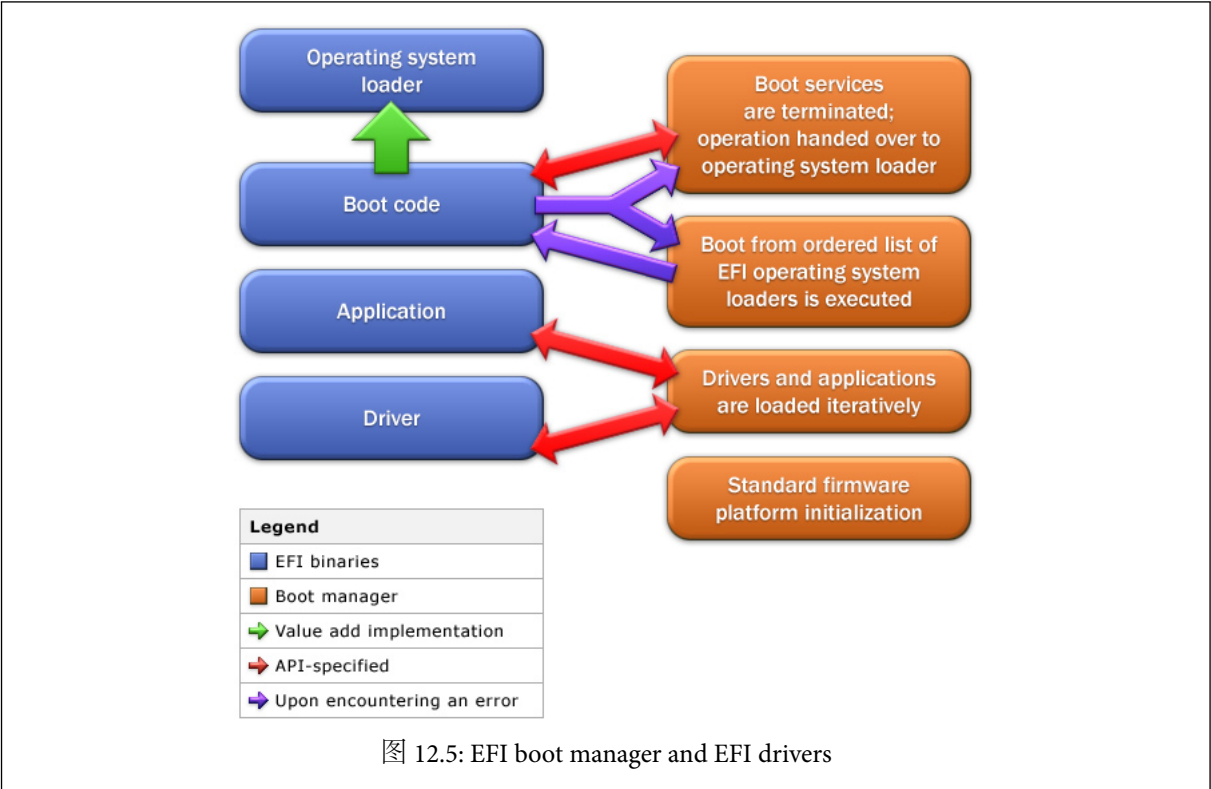 Operating system
loader
Boot code
Application
Driver
Boot services
are terminated;
operation handed over to
operating system loader
Boot from ordered list of
EFI operating system
loaders is executed
Drivers and applications
are loaded iteratively
Standard firmware
platform initialization
Legend
EFI binaries
Boot manager
Value add implementation
API-specified
Upon encountering an error
图 12.5: EFI boot manager and EFI drivers